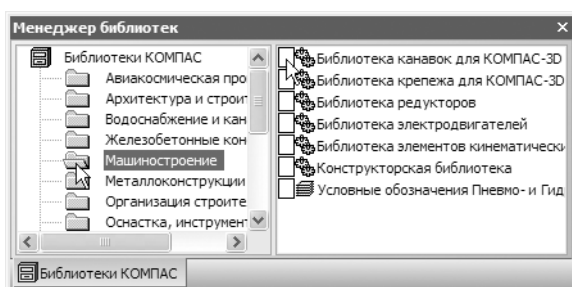 Менеджер библиотек
Библиотеки КОМПАС
Авиакосмическая про
Архитектура и строит
Водоснабжение и кан
Железобетонные кон
Машиностроение
Металлоконструкции
Организация строите
Оснастка, инструмент
Библиотека канавок для КОМПАС-3D
Библиотека крепежа для КОМПАС-3D
Библиотека редукторов
Библиотека электродвигателей
Библиотека элементов кинематически
Конструкторская библиотека
Условные обозначения Пневмо- и Гид
Библиотеки КОМПАС